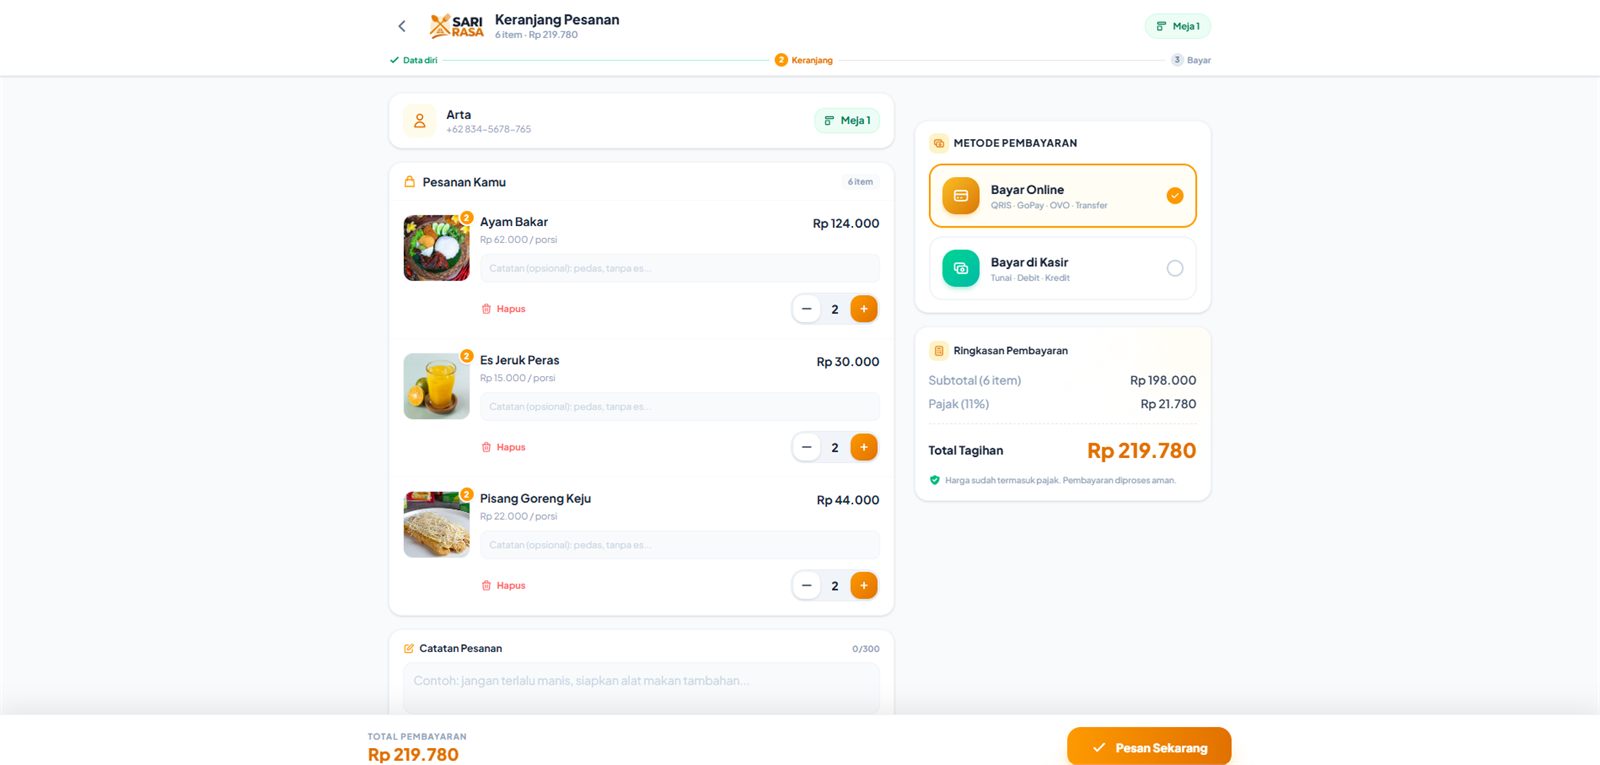 SARI
RASA
Keranjang Pesanan
6 item · Rp 219.780
Meja 1
Data diri
2 Keranjang
3 Bayar
Arta
+62 834-5678-765
Meja 1
Pesanan Kamu
6 item
2
Ayam Bakar
Rp 124.000
Rp 62.000 / porsi
Catatan (opsional): pedas, tanpa es...
Hapus
− 2 +
2
Es Jeruk Peras
Rp 30.000
Rp 15.000 / porsi
Catatan (opsional): pedas, tanpa es...
Hapus
− 2 +
2
Pisang Goreng Keju
Rp 44.000
Rp 22.000 / porsi
Catatan (opsional): pedas, tanpa es...
Hapus
− 2 +
Catatan Pesanan
0/300
Contoh: jangan terlalu manis, siapkan alat makan tambahan...
METODE PEMBAYARAN
Bayar Online
QRIS · GoPay · OVO · Transfer
Bayar di Kasir
Tunai · Debit · Kredit
Ringkasan Pembayaran
Subtotal (6 item) Rp 198.000
Pajak (11%) Rp 21.780
Total Tagihan Rp 219.780
Harga sudah termasuk pajak. Pembayaran diproses aman.
TOTAL PEMBAYARAN
Rp 219.780
Pesan Sekarang